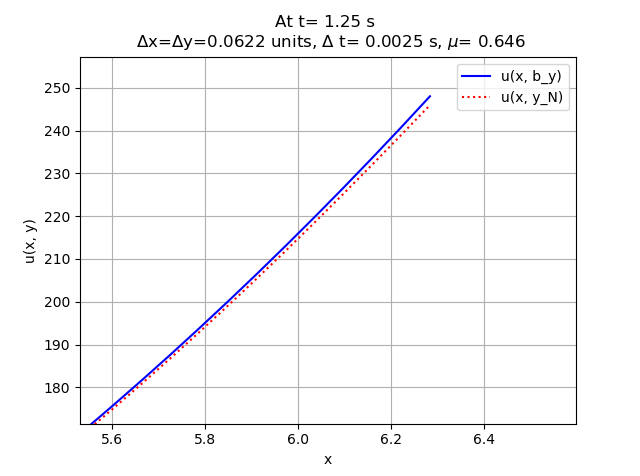 At t= 1.25 s
Δx=Δy=0.0622 units, Δ t= 0.0025 s, μ= 0.646
u(x, b_y)
u(x, y_N)
250
240
230
220
210
200
190
180
u(x, y)
5.6 5.8 6.0 6.2 6.4
x